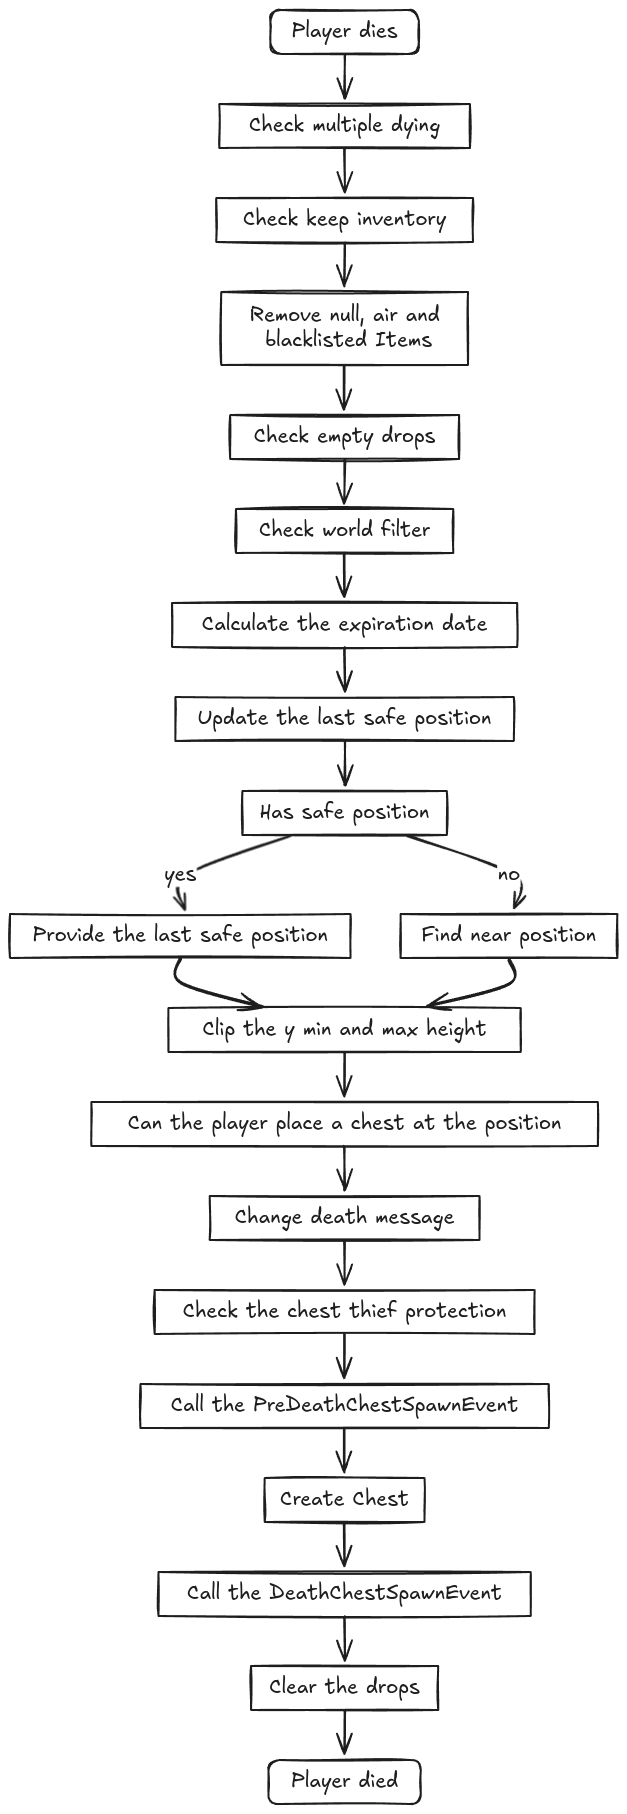 Player dies
Check multiple dying
Check keep inventory
Remove null, air and
blacklisted Items
Check empty drops
Check world filter
Calculate the expiration date
Update the last safe position
Has safe position
yes
no
Provide the last safe position
Find near position
Clip the y min and max height
Can the player place a chest at the position
Change death message
Check the chest thief protection
Call the PreDeathChestSpawnEvent
Create Chest
Call the DeathChestSpawnEvent
Clear the drops
Player died